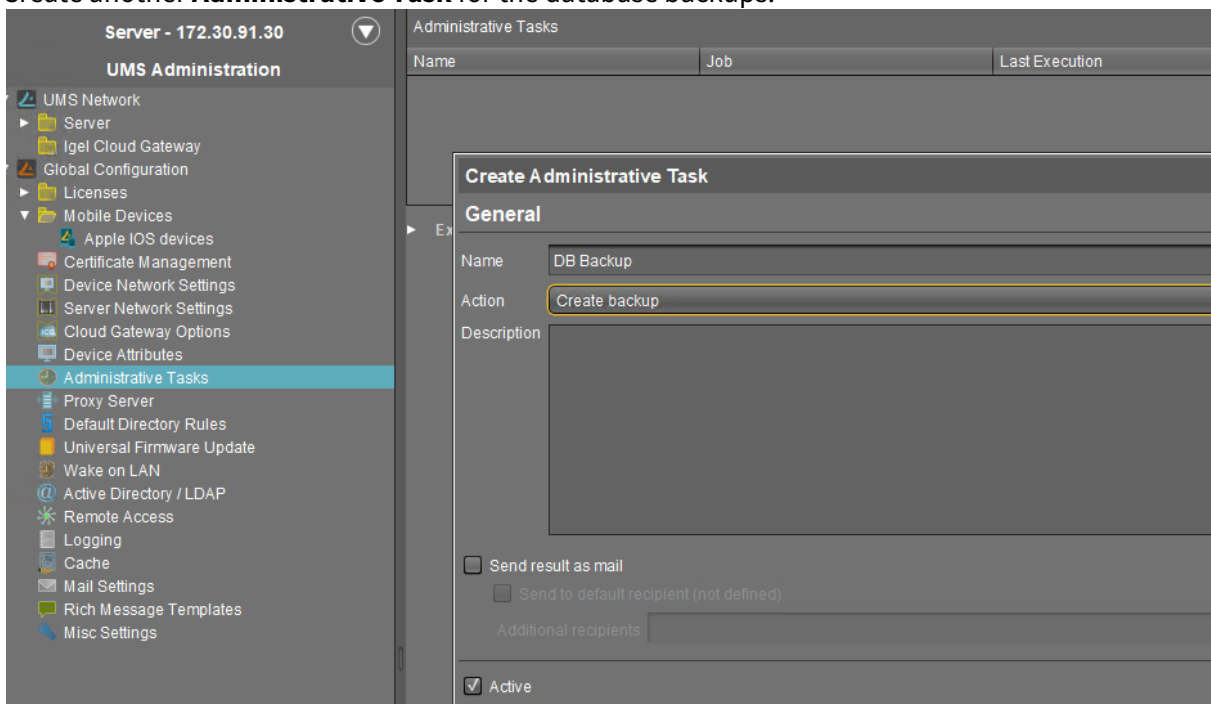 Create another Administrative Task for the database backups.
Server - 172.30.91.30
UMS Administration
UMS Network
Server
Igel Cloud Gateway
Global Configuration
Licenses
Mobile Devices
Apple IOS devices
Certificate Management
Device Network Settings
Server Network Settings
Cloud Gateway Options
Device Attributes
Administrative Tasks
Proxy Server
Default Directory Rules
Universal Firmware Update
Wake on LAN
Active Directory / LDAP
Remote Access
Logging
Cache
Mail Settings
Rich Message Templates
Misc Settings
Administrative Tasks
Name Job Last Execution
Ex
Create Administrative Task
General
Name DB Backup
Action Create backup
Description
Send result as mail
Send to default recipient (not defined)
Additional recipients
Active